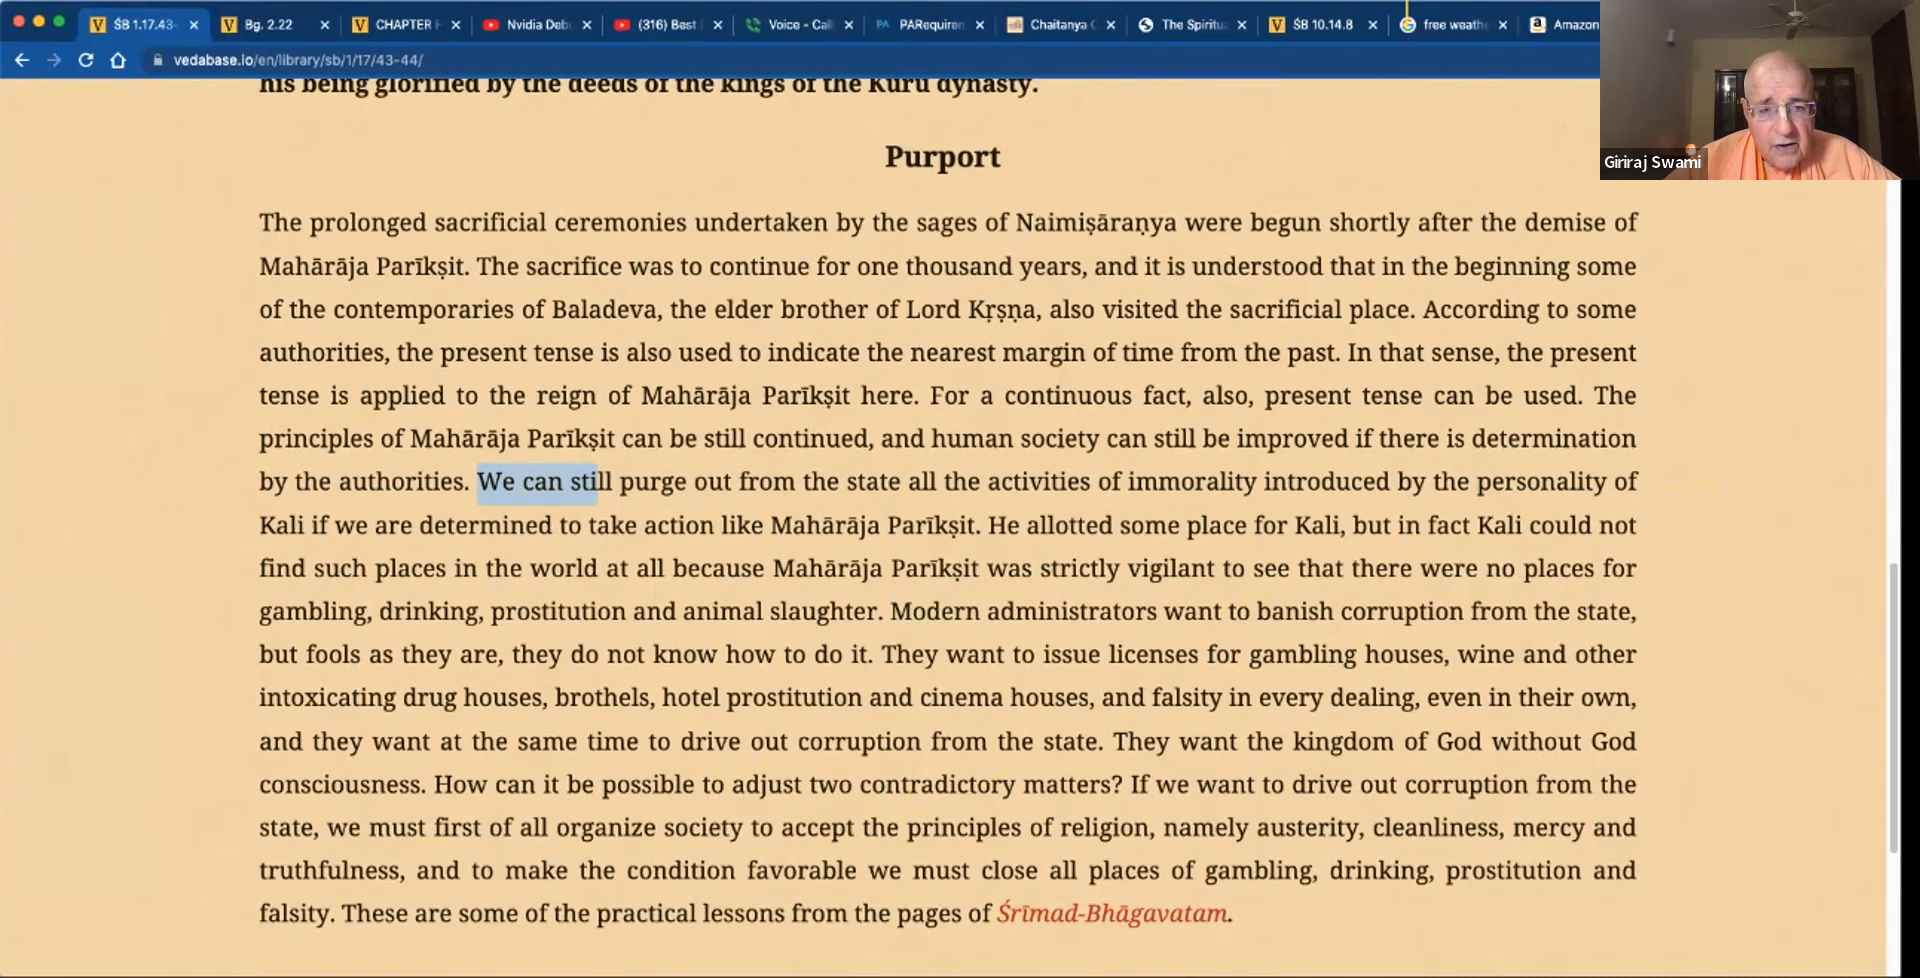 ŚB 1.17.43-
Bg. 2.22
CHAPTER
Nvidia Deb
(316) Best
Voice - Cal
PARequirem
Chaitanya C
The Spiritu
ŚB 10.14.8
free weath
Amazon
vedabase.io/en/library/sb/1/17/43-44/
his being glorified by the deeds of the kings of the Kuru dynasty.
Giriraj Swami
Purport
The prolonged sacrificial ceremonies undertaken by the sages of Naimiṣāraṇya were begun shortly after the demise of
Mahārāja Parīkṣit. The sacrifice was to continue for one thousand years, and it is understood that in the beginning some
of the contemporaries of Baladeva, the elder brother of Lord Kṛṣṇa, also visited the sacrificial place. According to some
authorities, the present tense is also used to indicate the nearest margin of time from the past. In that sense, the present
tense is applied to the reign of Mahārāja Parīkṣit here. For a continuous fact, also, present tense can be used. The
principles of Mahārāja Parīkṣit can be still continued, and human society can still be improved if there is determination
by the authorities. We can still purge out from the state all the activities of immorality introduced by the personality of
Kali if we are determined to take action like Mahārāja Parīkṣit. He allotted some place for Kali, but in fact Kali could not
find such places in the world at all because Mahārāja Parīkṣit was strictly vigilant to see that there were no places for
gambling, drinking, prostitution and animal slaughter. Modern administrators want to banish corruption from the state,
but fools as they are, they do not know how to do it. They want to issue licenses for gambling houses, wine and other
intoxicating drug houses, brothels, hotel prostitution and cinema houses, and falsity in every dealing, even in their own,
and they want at the same time to drive out corruption from the state. They want the kingdom of God without God
consciousness. How can it be possible to adjust two contradictory matters? If we want to drive out corruption from the
state, we must first of all organize society to accept the principles of religion, namely austerity, cleanliness, mercy and
truthfulness, and to make the condition favorable we must close all places of gambling, drinking, prostitution and
falsity. These are some of the practical lessons from the pages of Śrīmad-Bhāgavatam.